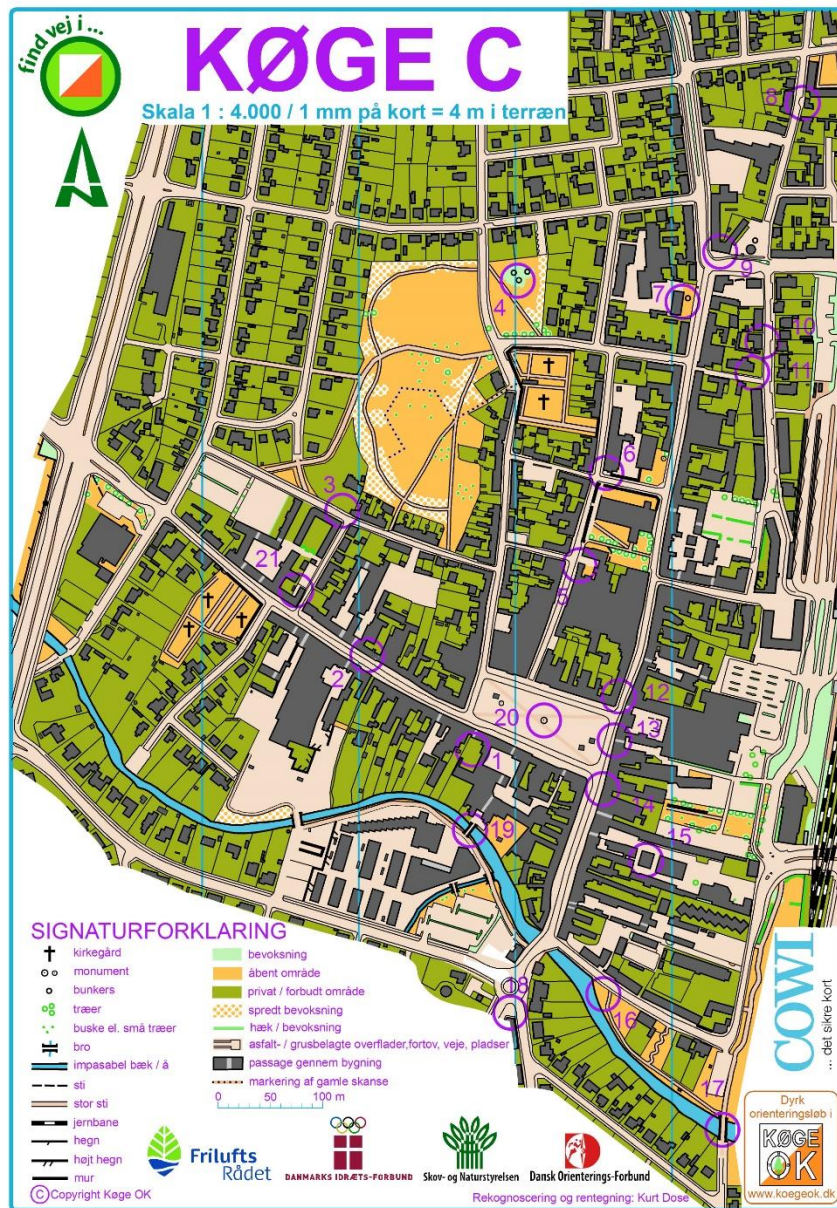 find vej i ...
KØGE C
Skala 1 : 4.000 / 1 mm på kort = 4 m i terræn
8
9
4
7
10
11
6
3
21
5
2
12
20
13
1
14
19
15
18
16
17
SIGNATURFORKLARING
kirkegård
monument
bunkers
træer
buske el. små træer
bro
impasabel bæk / å
sti
stor sti
jernbane
hegn
højt hegn
mur
bevoksning
åbent område
privat / forbudt område
spredt bevoksning
hæk / bevoksning
asfalt- / grusbelagte overflader,fortov, veje, pladser
passage gennem bygning
markering af gamle skanse
0 50 100 m
COWI
... det sikre kort
Frilufts
Rådet
DANMARKS IDRÆTS-FORBUND
Skov- og Naturstyrelsen
Dansk Orienterings-Forbund
Dyrk
orienteringsløb i
KØGE
OK
www.koegeok.dk
© Copyright Køge OK
Rekognoscering og rentegning: Kurt Dose